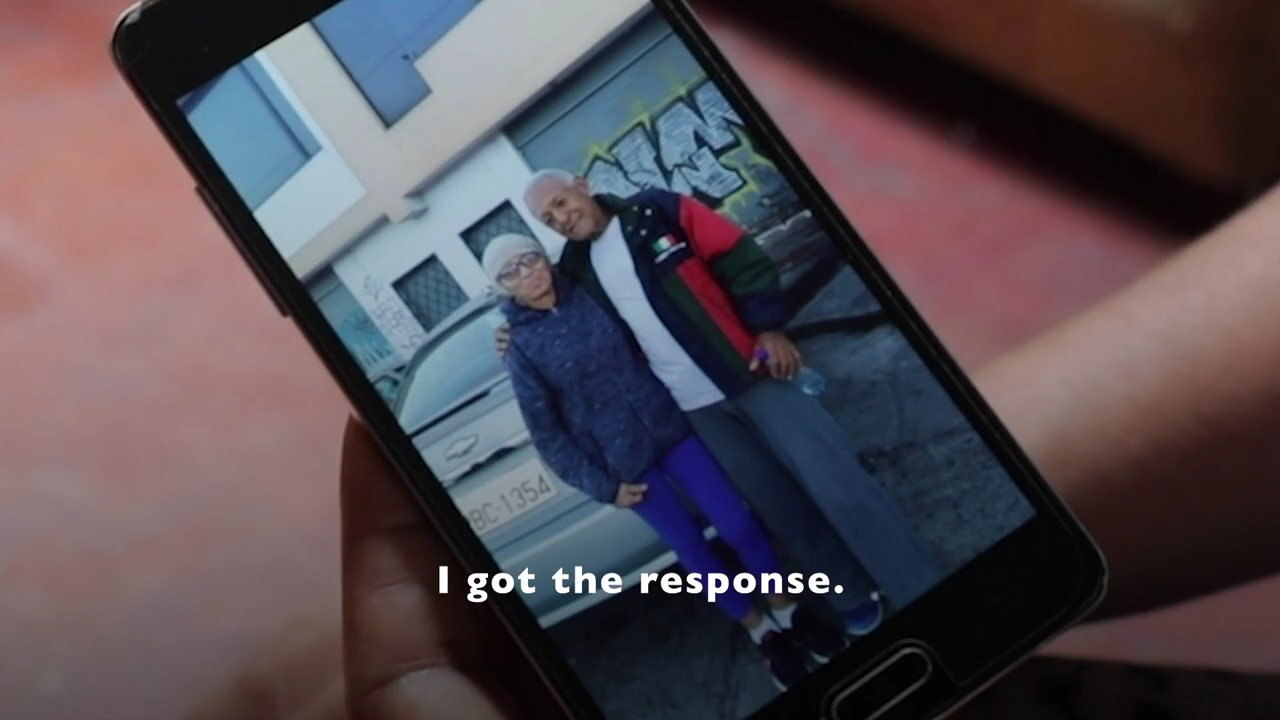 BC-1354
I got the response.